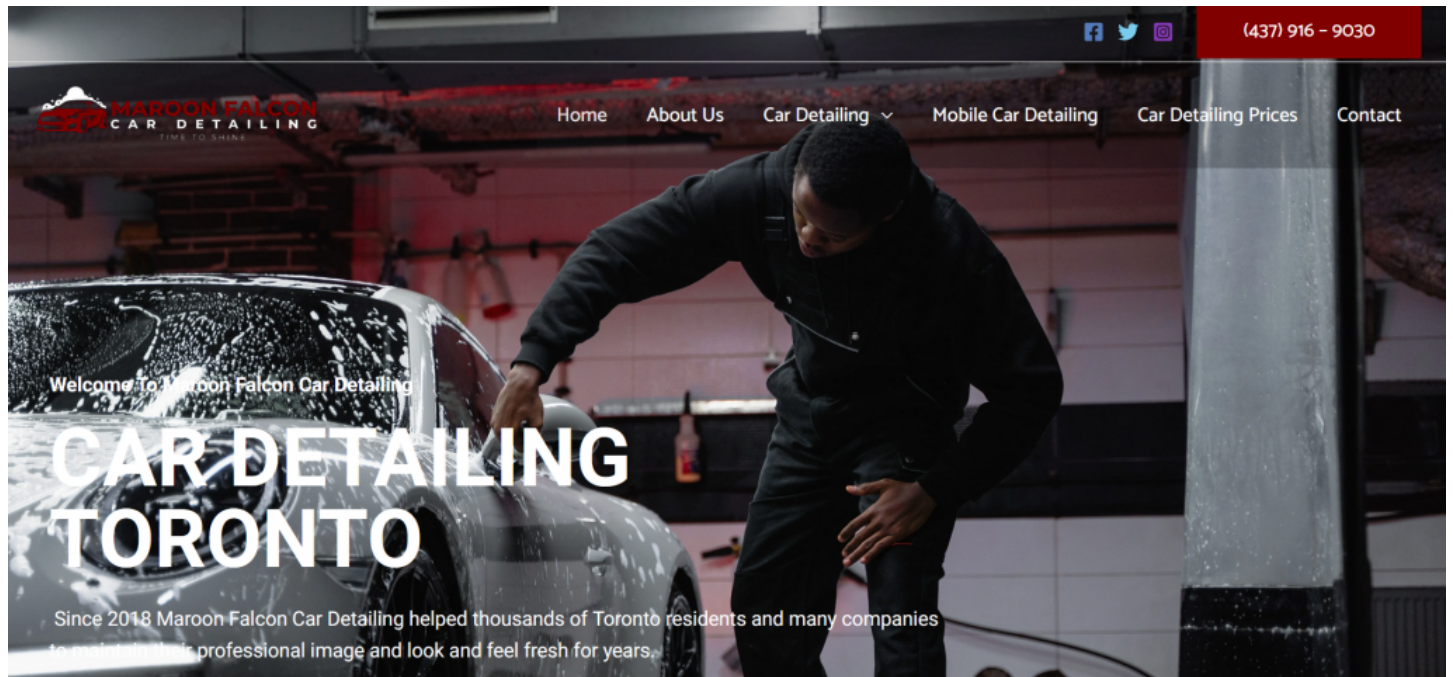 (437) 916 – 9030
MAROON FALCON
CAR DETAILING
TIME TO SHINE
Home About Us Car Detailing Mobile Car Detailing Car Detailing Prices Contact
Welcome To Maroon Falcon Car Detailing
CAR DETAILING
TORONTO
Since 2018 Maroon Falcon Car Detailing helped thousands of Toronto residents and many companies
to maintain their professional image and look and feel fresh for years.